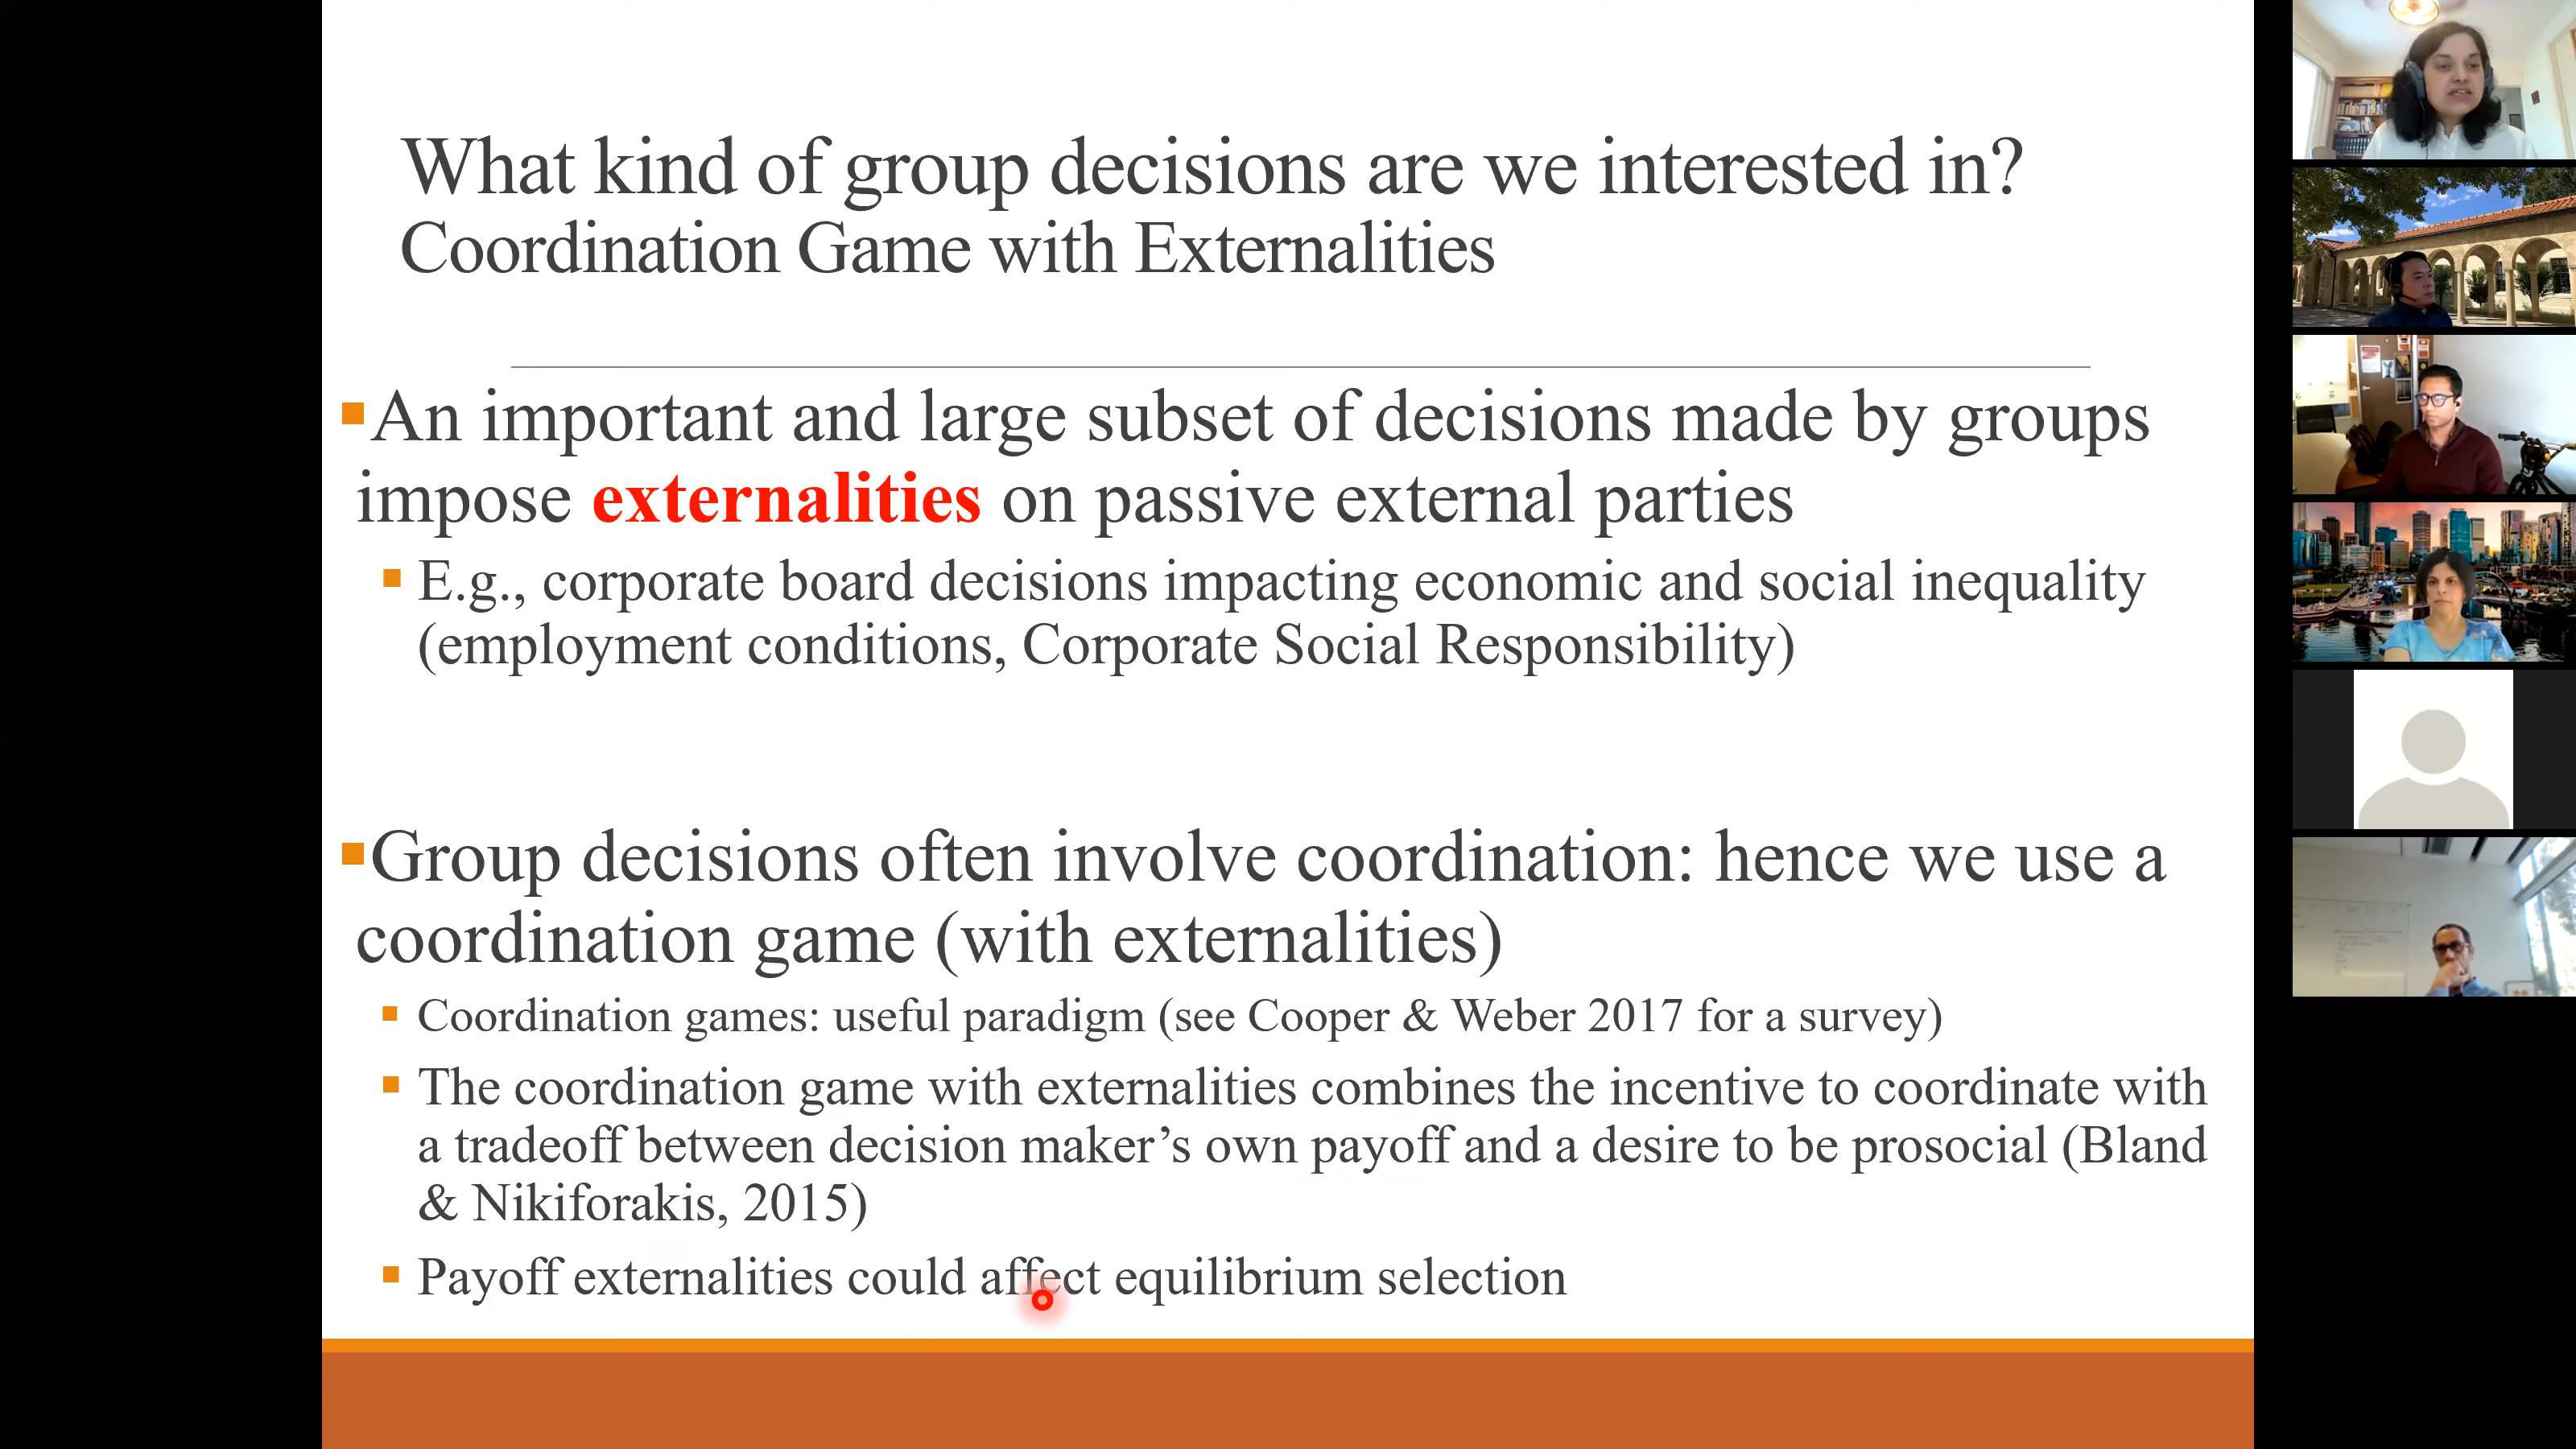 What kind of group decisions are we interested in?
Coordination Game with Externalities
An important and large subset of decisions made by groups
impose externalities on passive external parties
E.g., corporate board decisions impacting economic and social inequality
(employment conditions, Corporate Social Responsibility)
Group decisions often involve coordination: hence we use a
coordination game (with externalities)
Coordination games: useful paradigm (see Cooper & Weber 2017 for a survey)
The coordination game with externalities combines the incentive to coordinate with
a tradeoff between decision maker’s own payoff and a desire to be prosocial (Bland
& Nikiforakis, 2015)
Payoff externalities could affect equilibrium selection